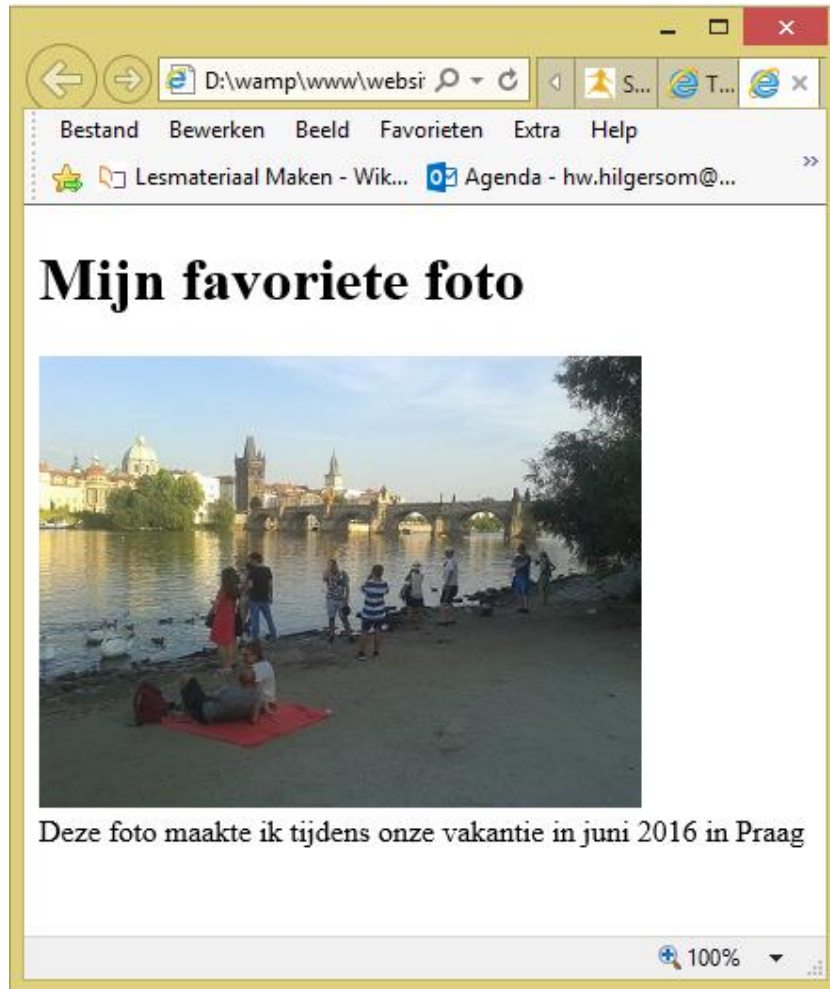 D:\wamp\www\websit
S...
T...
Bestand Bewerken Beeld Favorieten Extra Help
Lesmateriaal Maken - Wik...
Agenda - hw.hilgersom@...
Mijn favoriete foto
Deze foto maakte ik tijdens onze vakantie in juni 2016 in Praag
100%